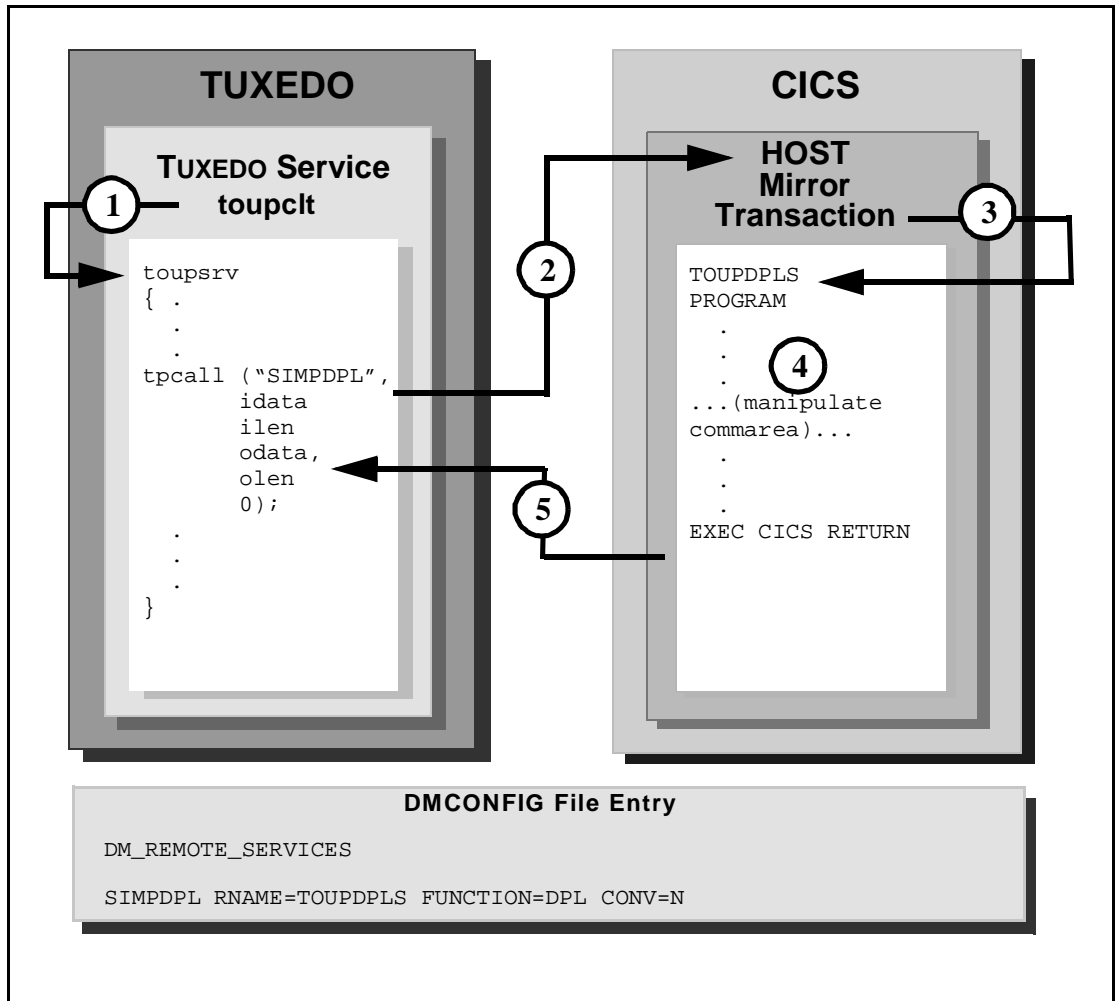 TUXEDO
TUXEDO Service
toupclt
1
toupsrv
{ .
.
.
tpcall (“SIMPDPL”,
idata
ilen
odata,
olen
0);
.
.
.
}
2
5
CICS
HOST
Mirror
Transaction
3
TOUPDPLS
PROGRAM
.
.
.
4
...(manipulate
commarea)...
.
.
.
EXEC CICS RETURN
DMCONFIG File Entry
DM_REMOTE_SERVICES
SIMPDPL RNAME=TOUPDPLS FUNCTION=DPL CONV=N